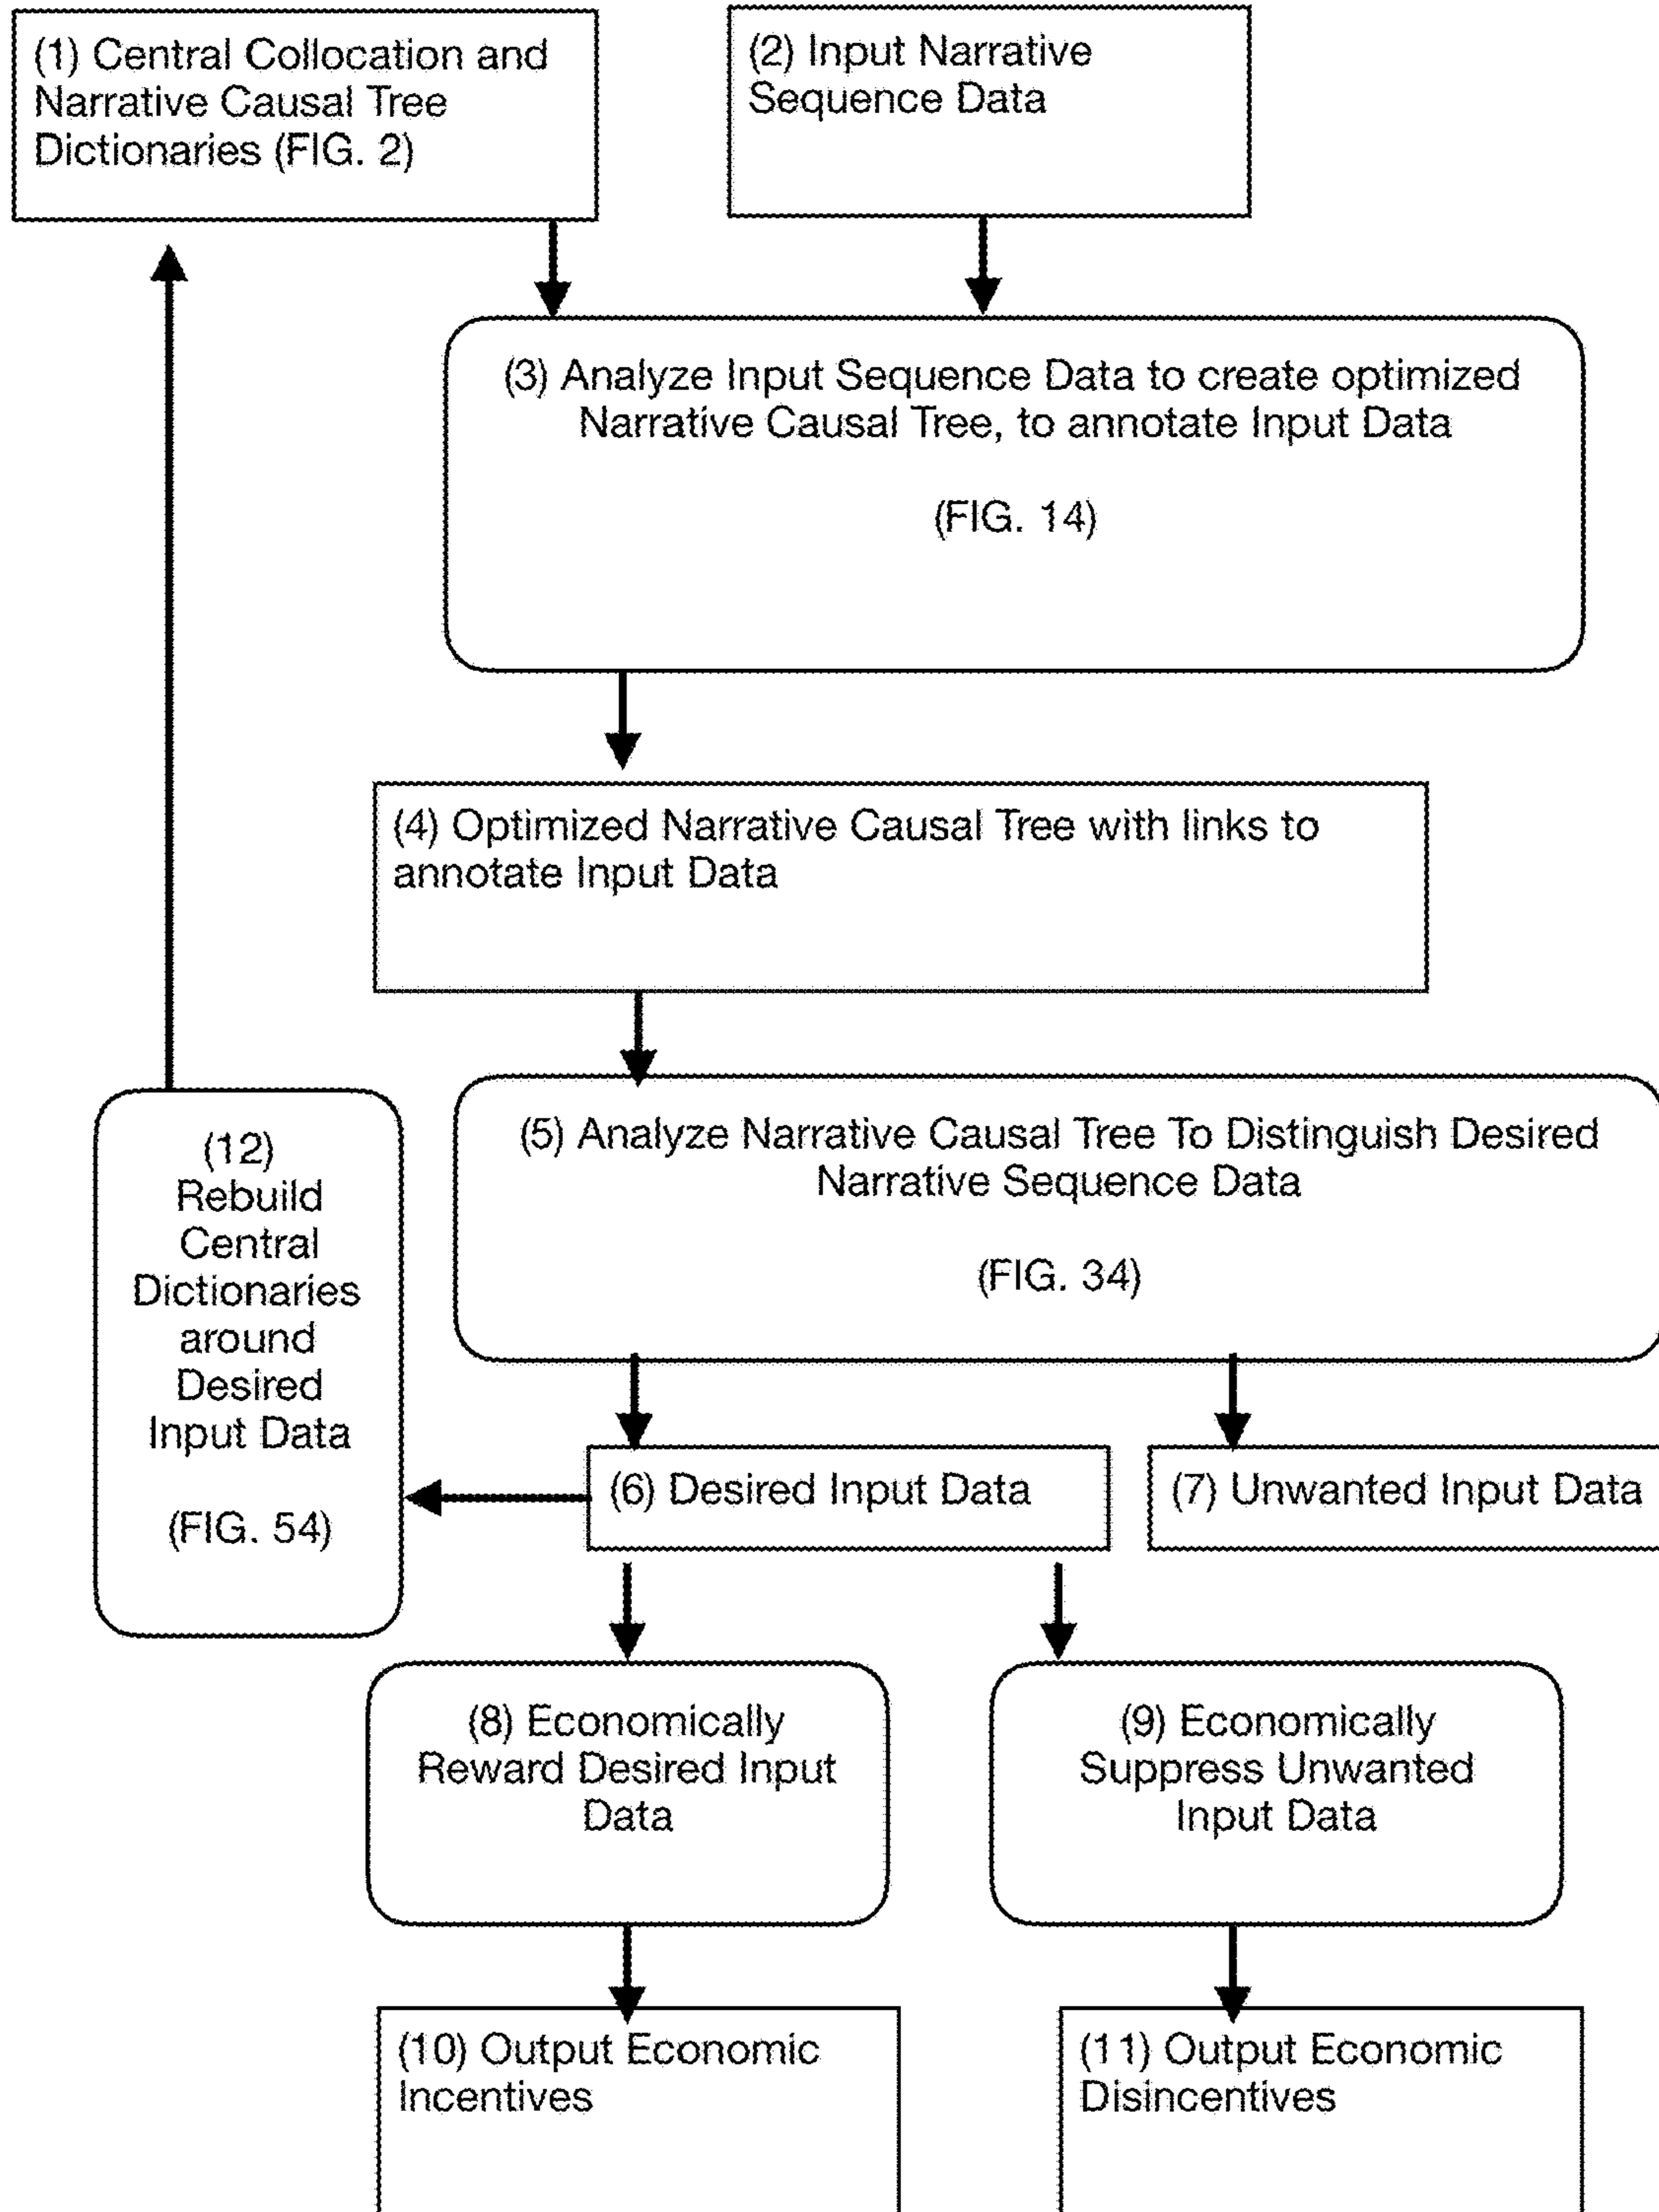 (1) Central Collocation and
Narrative Causal Tree
Dictionaries (FIG. 2)
(2) Input Narrative
Sequence Data
(3) Analyze Input Sequence Data to create optimized
Narrative Causal Tree, to annotate Input Data
(FIG. 14)
(4) Optimized Narrative Causal Tree with links to
annotate Input Data
(5) Analyze Narrative Causal Tree To Distinguish Desired
Narrative Sequence Data
(FIG. 34)
(12)
Rebuild
Central
Dictionaries
around
Desired
Input Data
(FIG. 54)
(6) Desired Input Data
(7) Unwanted Input Data
(8) Economically
Reward Desired Input
Data
(9) Economically
Suppress Unwanted
Input Data
(10) Output Economic
Incentives
(11) Output Economic
Disincentives